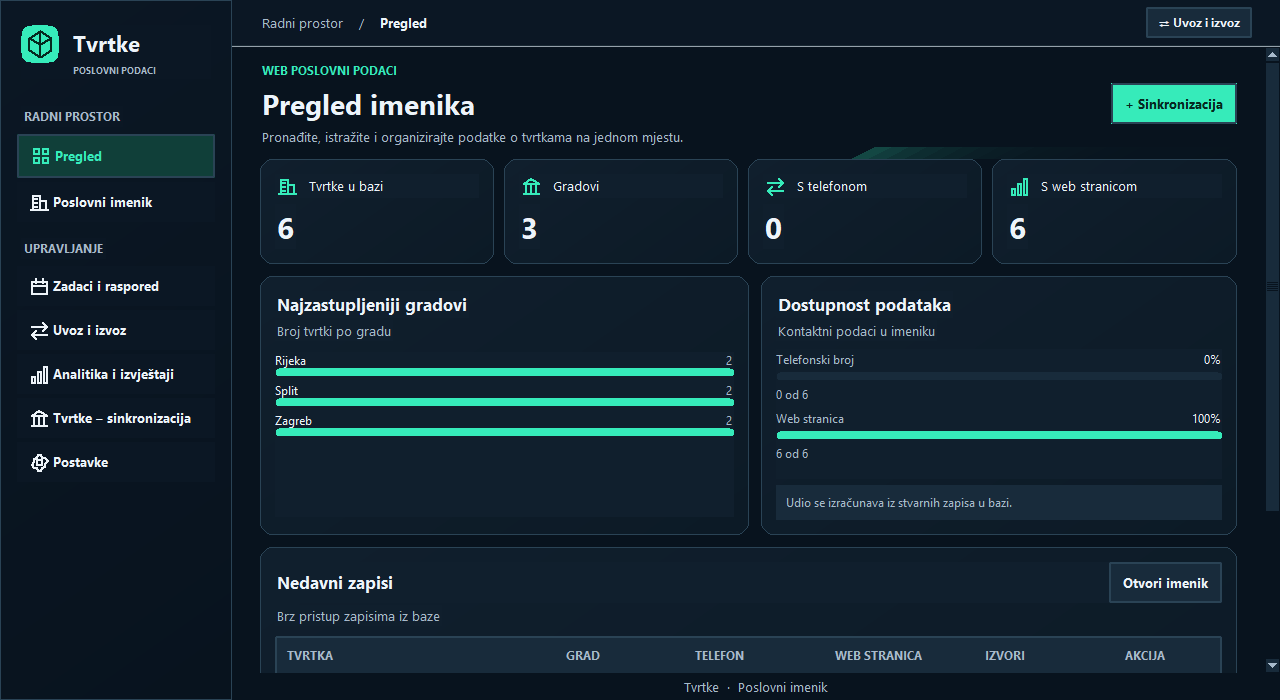 Tvrtke
POSLOVNI PODACI
RADNI PROSTOR
Pregled
Poslovni imenik
UPRAVLJANJE
Zadaci i raspored
Uvoz i izvoz
Analitika i izvještaji
Tvrtke – sinkronizacija
Postavke
Radni prostor / Pregled
⇄ Uvoz i izvoz
WEB POSLOVNI PODACI
Pregled imenika
Pronađite, istražite i organizirajte podatke o tvrtkama na jednom mjestu.
+ Sinkronizacija
Tvrtke u bazi
6
Gradovi
3
S telefonom
0
S web stranicom
6
Najzastupljeniji gradovi
Broj tvrtki po gradu
Rijeka 2
Split 2
Zagreb 2
Dostupnost podataka
Kontaktni podaci u imeniku
Telefonski broj 0%
0 od 6
Web stranica 100%
6 od 6
Udio se izračunava iz stvarnih zapisa u bazi.
Nedavni zapisi
Otvori imenik
Brz pristup zapisima iz baze
TVRTKA GRAD TELEFON WEB STRANICA IZVORI AKCIJA
Tvrtke · Poslovni imenik